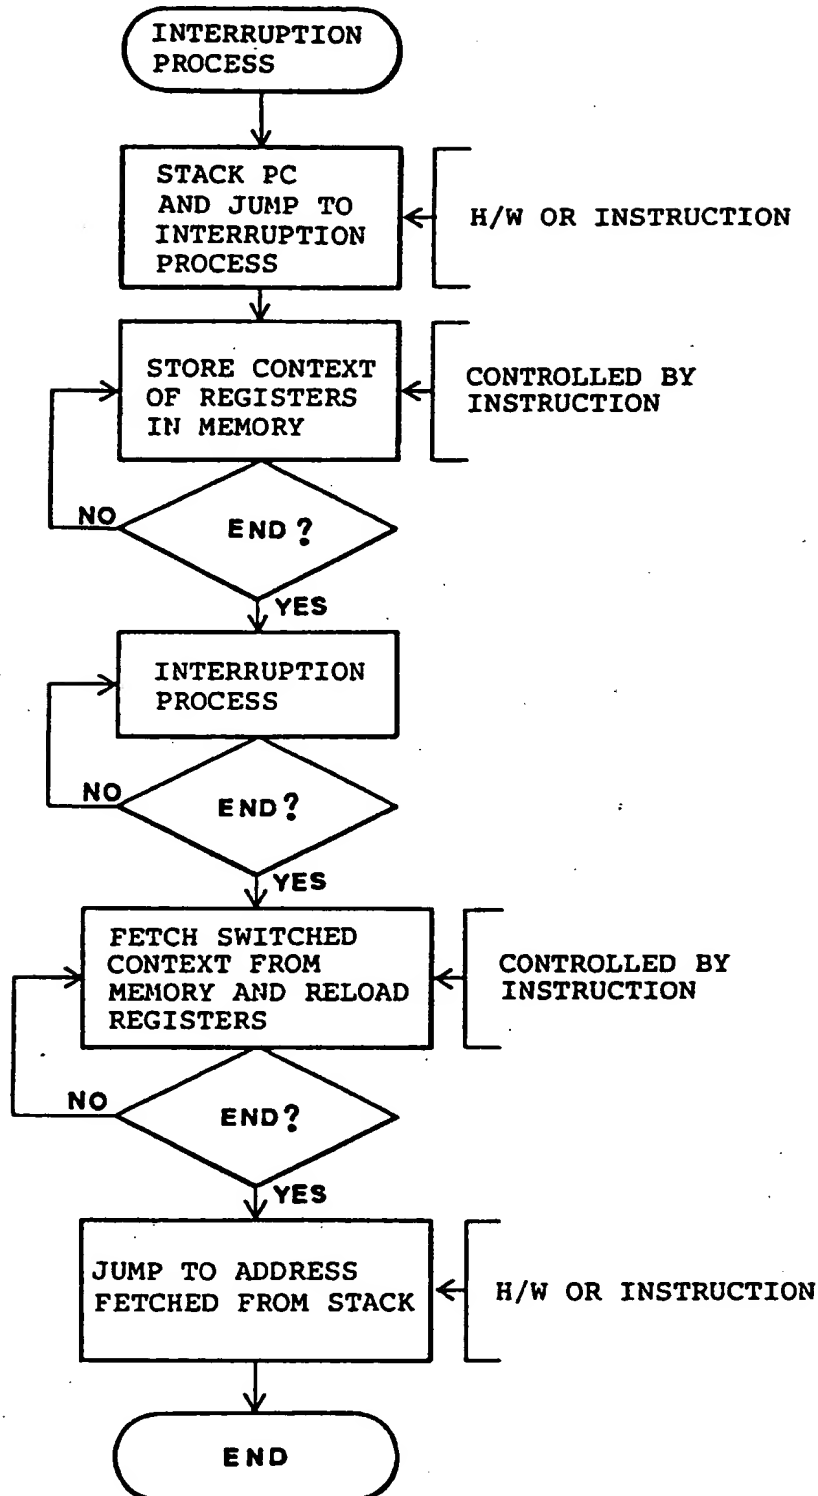 INTERRUPTION
PROCESS
STACK PC
AND JUMP TO
INTERRUPTION
PROCESS
H/W OR INSTRUCTION
STORE CONTEXT
OF REGISTERS
IN MEMORY
CONTROLLED BY
INSTRUCTION
NO
END?
YES
INTERRUPTION
PROCESS
NO
END?
YES
FETCH SWITCHED
CONTEXT FROM
MEMORY AND RELOAD
REGISTERS
CONTROLLED BY
INSTRUCTION
NO
END?
YES
JUMP TO ADDRESS
FETCHED FROM STACK
H/W OR INSTRUCTION
END